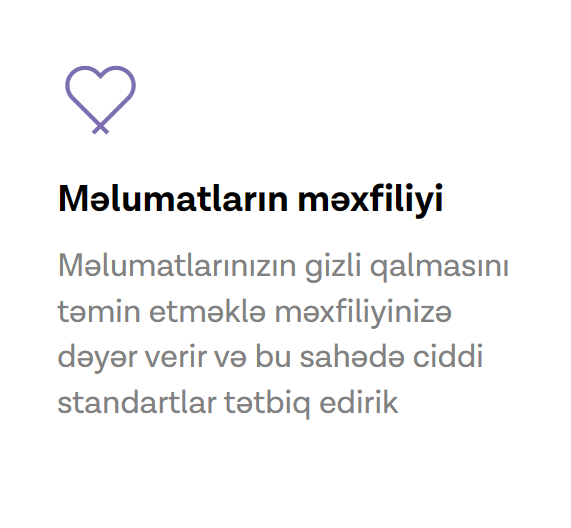 Məlumatların məxfiliyi
Məlumatlarınızın gizli qalmasını
təmin etməklə məxfiliyinizə
dəyər verir və bu sahədə ciddi
standartlar tətbiq edirik